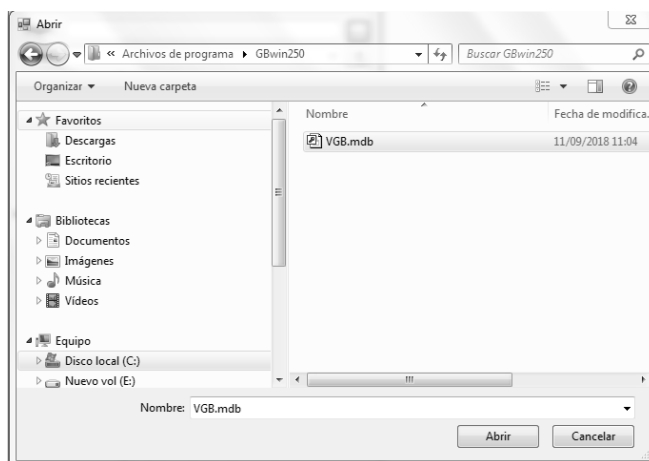 Abrir
« Archivos de programa GBwin250
Buscar GBwin250
Organizar Nueva carpeta
Favoritos
Descargas
Escritorio
Sitios recientes
Bibliotecas
Documentos
Imágenes
Música
Vídeos
Equipo
Disco local (C:)
Nuevo vol (E:)
Nombre Fecha de modifica.
VGB.mdb 11/09/2018 11:04
Nombre: VGB.mdb
Abrir Cancelar